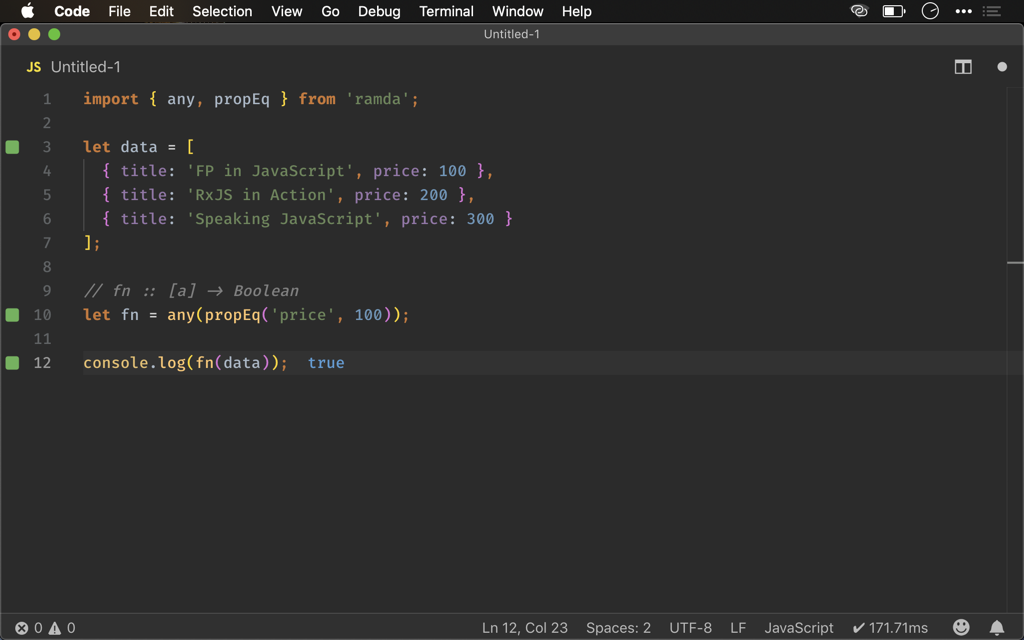 Code File Edit Selection View Go Debug Terminal Window Help
Untitled-1
JS Untitled-1
1 import { any, propEq } from 'ramda';
2
3 let data = [
4 { title: 'FP in JavaScript', price: 100 },
5 { title: 'RxJS in Action', price: 200 },
6 { title: 'Speaking JavaScript', price: 300 }
7 ];
8
9 // fn :: [a] → Boolean
10 let fn = any(propEq('price', 100));
11
12 console.log(fn(data)); true
0 0 Ln 12, Col 23 Spaces: 2 UTF-8 LF JavaScript ✔ 171.71ms